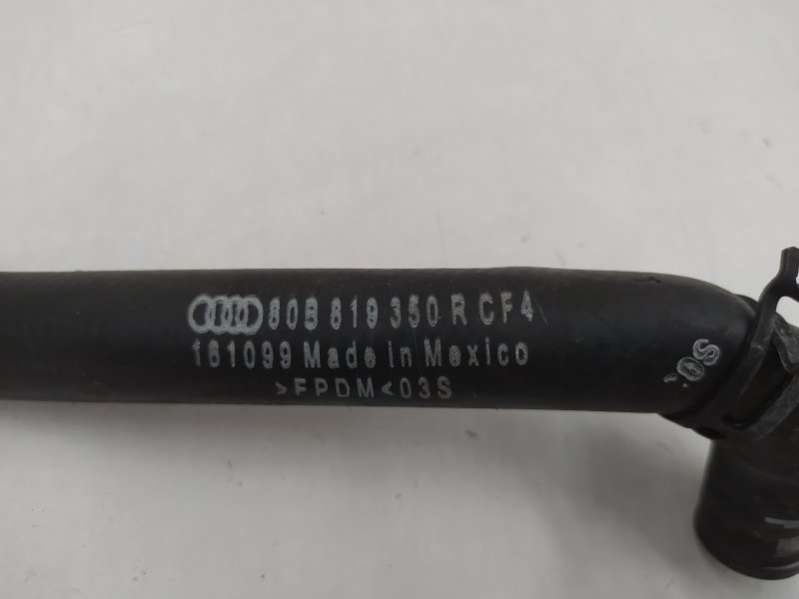 80B 819 350 R CF4
161099 Made in Mexico
>EPDM<03S